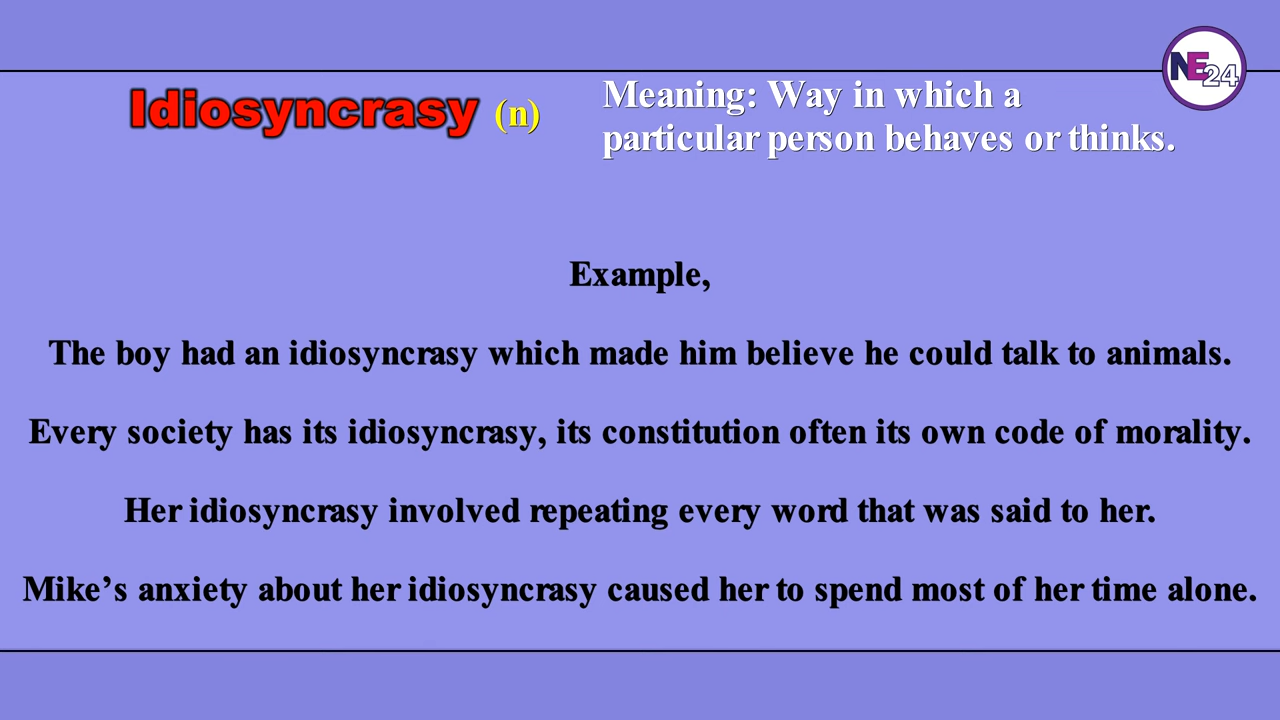 NE24
Idiosyncrasy (n)
Meaning: Way in which a
particular person behaves or thinks.
Example,
The boy had an idiosyncrasy which made him believe he could talk to animals.
Every society has its idiosyncrasy, its constitution often its own code of morality.
Her idiosyncrasy involved repeating every word that was said to her.
Mike’s anxiety about her idiosyncrasy caused her to spend most of her time alone.